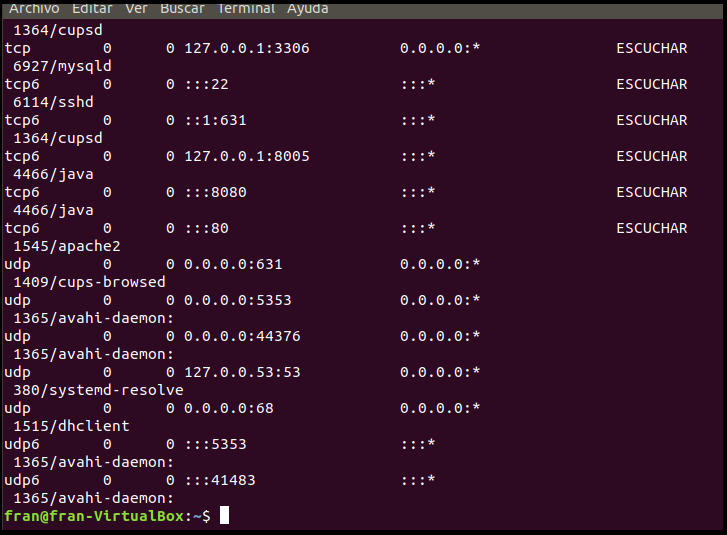 Archivo Editar Ver Buscar Terminal Ayuda
1364/cupsd
tcp 0 0 127.0.0.1:3306 0.0.0.0:* ESCUCHAR
6927/mysqld
tcp6 0 0 :::22 :::* ESCUCHAR
6114/sshd
tcp6 0 0 ::1:631 :::* ESCUCHAR
1364/cupsd
tcp6 0 0 127.0.0.1:8005 :::* ESCUCHAR
4466/java
tcp6 0 0 :::8080 :::* ESCUCHAR
4466/java
tcp6 0 0 :::80 :::* ESCUCHAR
1545/apache2
udp 0 0 0.0.0.0:631 0.0.0.0:*
1409/cups-browsed
udp 0 0 0.0.0.0:5353 0.0.0.0:*
1365/avahi-daemon:
udp 0 0 0.0.0.0:44376 0.0.0.0:*
1365/avahi-daemon:
udp 0 0 127.0.0.53:53 0.0.0.0:*
380/systemd-resolve
udp 0 0 0.0.0.0:68 0.0.0.0:*
1515/dhclient
udp6 0 0 :::5353 :::*
1365/avahi-daemon:
udp6 0 0 :::41483 :::*
1365/avahi-daemon:
fran@fran-VirtualBox:~$